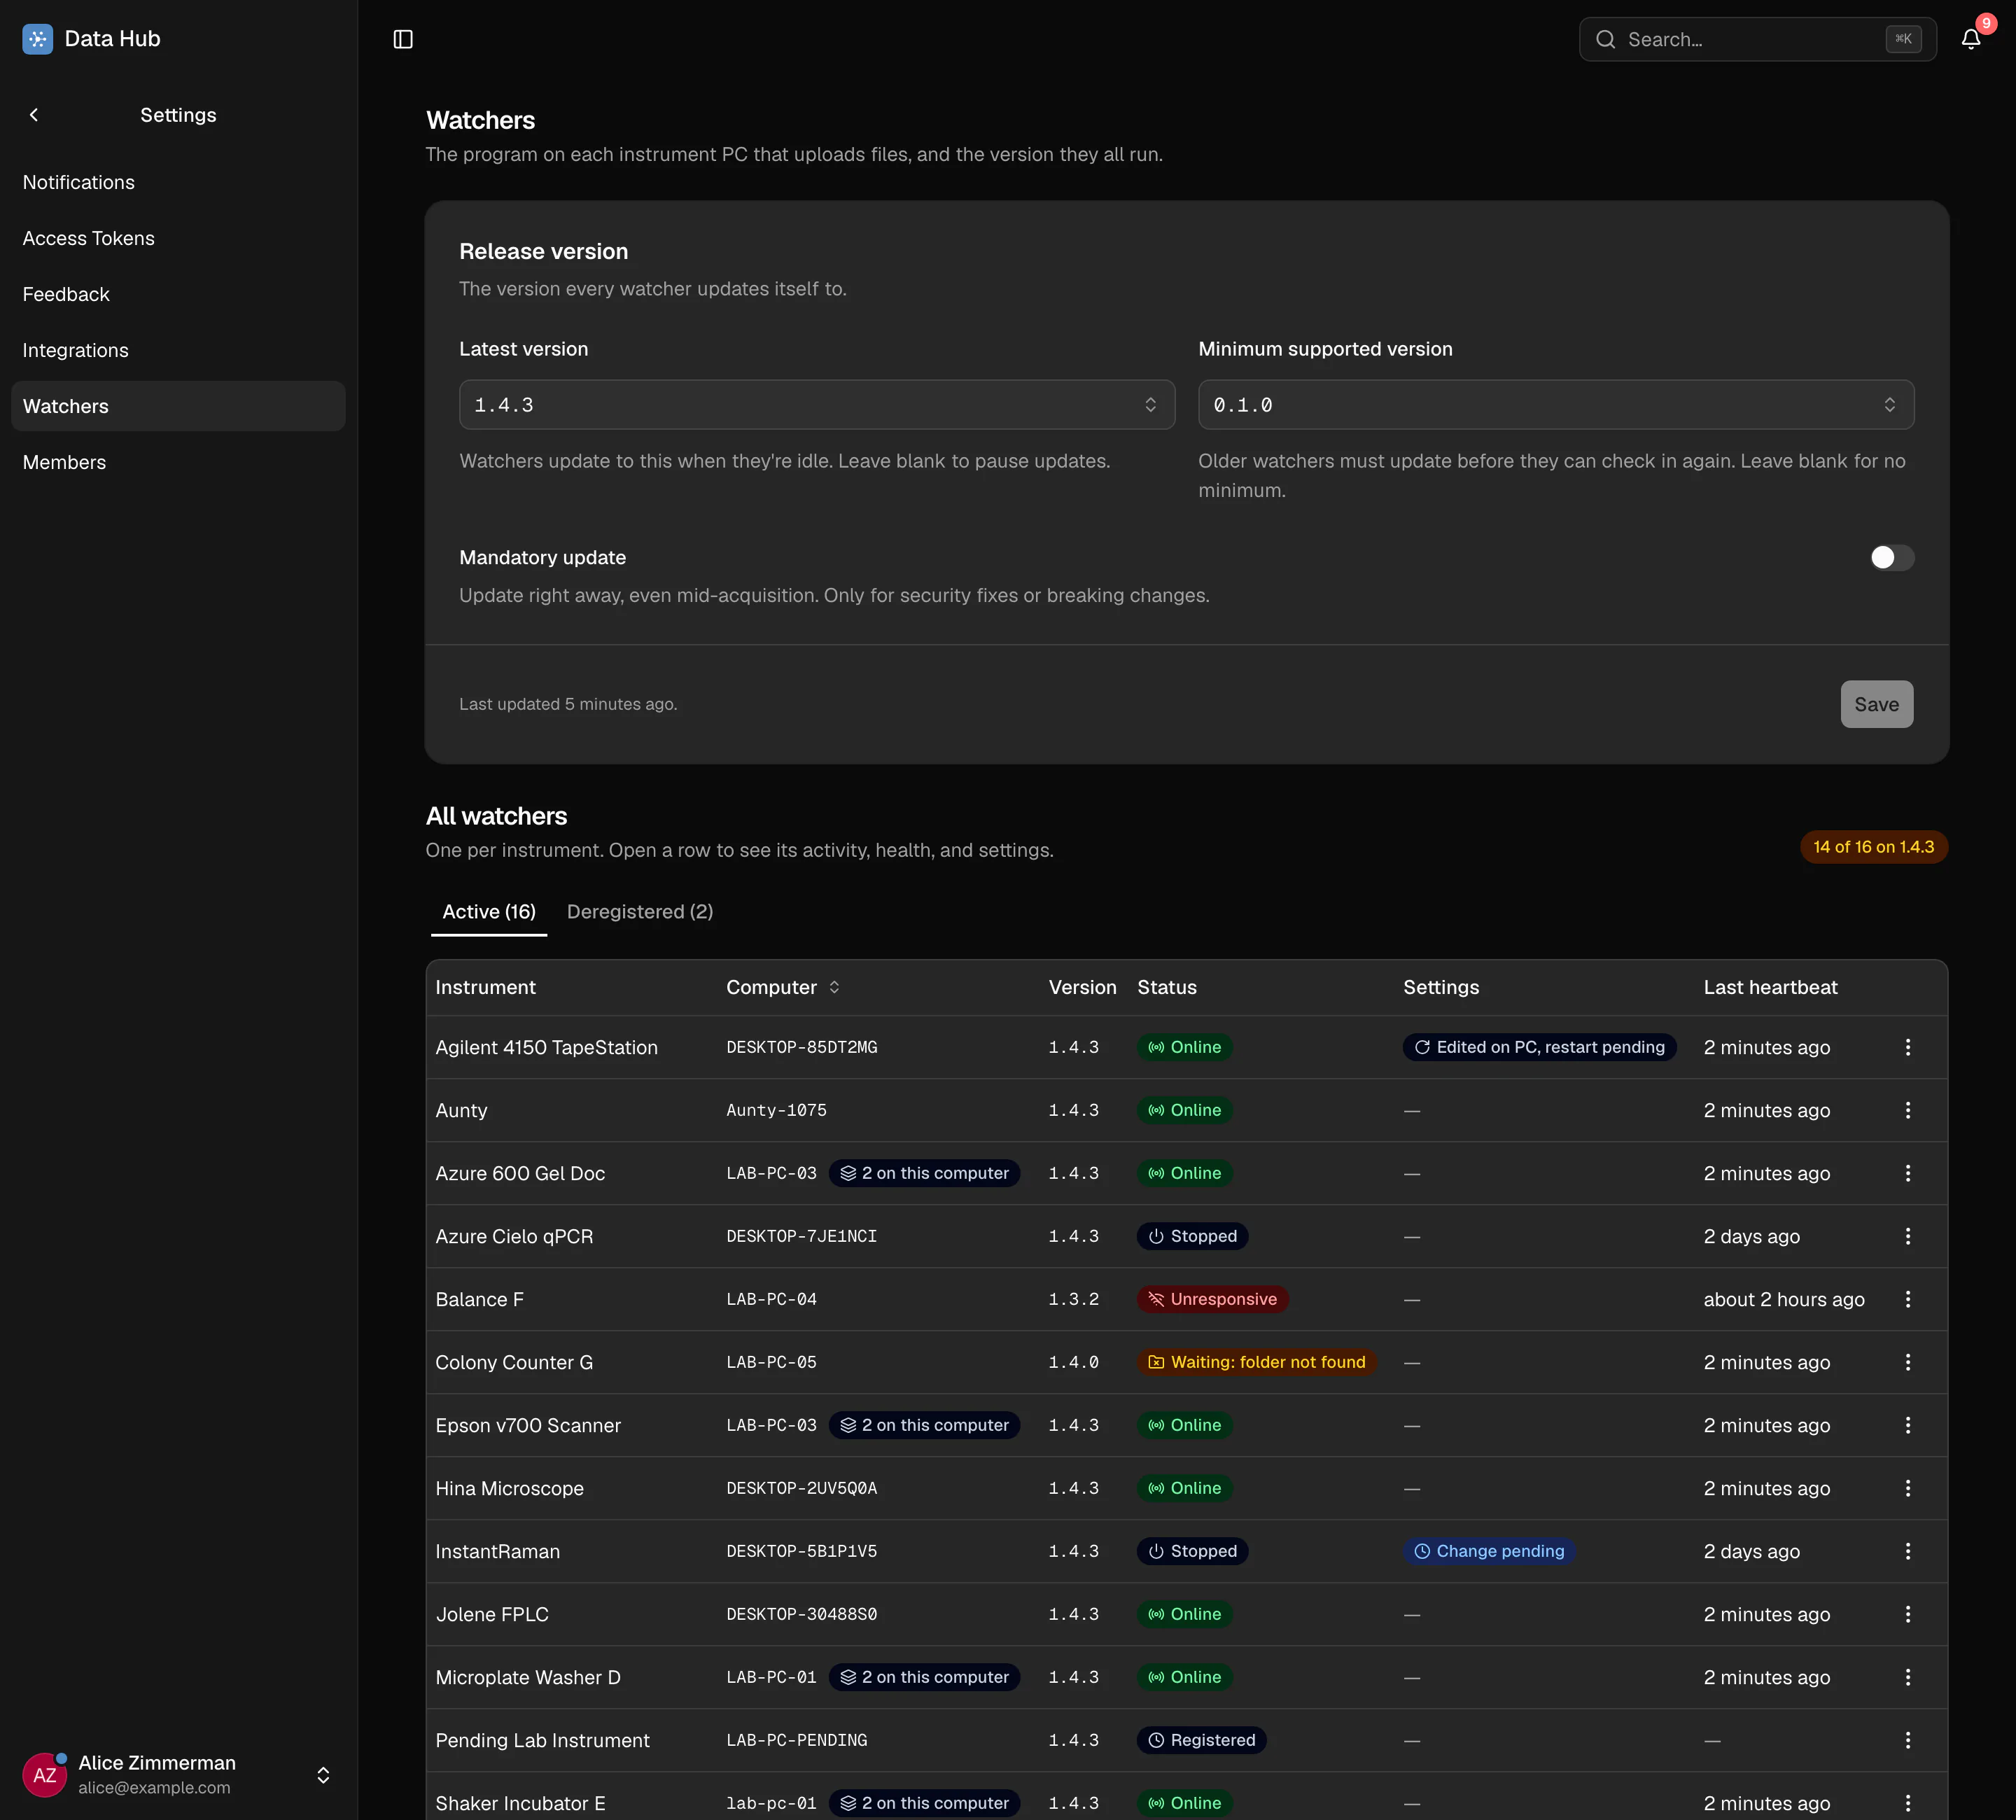 Data Hub
Search...
⌘K
9
Settings
Notifications
Access Tokens
Feedback
Integrations
Watchers
Members
Watchers
The program on each instrument PC that uploads files, and the version they all run.
Release version
The version every watcher updates itself to.
Latest version
Minimum supported version
1.4.3
0.1.0
Watchers update to this when they're idle. Leave blank to pause updates.
Older watchers must update before they can check in again. Leave blank for no
minimum.
Mandatory update
Update right away, even mid-acquisition. Only for security fixes or breaking changes.
Last updated 5 minutes ago.
Save
All watchers
One per instrument. Open a row to see its activity, health, and settings.
14 of 16 on 1.4.3
Active (16) Deregistered (2)
Instrument Computer Version Status Settings Last heartbeat
Agilent 4150 TapeStation DESKTOP-85DT2MG 1.4.3 Online Edited on PC, restart pending 2 minutes ago
Aunty Aunty-1075 1.4.3 Online — 2 minutes ago
Azure 600 Gel Doc LAB-PC-03 2 on this computer 1.4.3 Online — 2 minutes ago
Azure Cielo qPCR DESKTOP-7JE1NCI 1.4.3 Stopped — 2 days ago
Balance F LAB-PC-04 1.3.2 Unresponsive — about 2 hours ago
Colony Counter G LAB-PC-05 1.4.0 Waiting: folder not found — 2 minutes ago
Epson v700 Scanner LAB-PC-03 2 on this computer 1.4.3 Online — 2 minutes ago
Hina Microscope DESKTOP-2UV5Q0A 1.4.3 Online — 2 minutes ago
InstantRaman DESKTOP-5B1P1V5 1.4.3 Stopped Change pending 2 days ago
Jolene FPLC DESKTOP-30488S0 1.4.3 Online — 2 minutes ago
Microplate Washer D LAB-PC-01 2 on this computer 1.4.3 Online — 2 minutes ago
Pending Lab Instrument LAB-PC-PENDING 1.4.3 Registered — —
Shaker Incubator E lab-pc-01 2 on this computer 1.4.3 Online — 2 minutes ago
AZ
Alice Zimmerman
alice@example.com